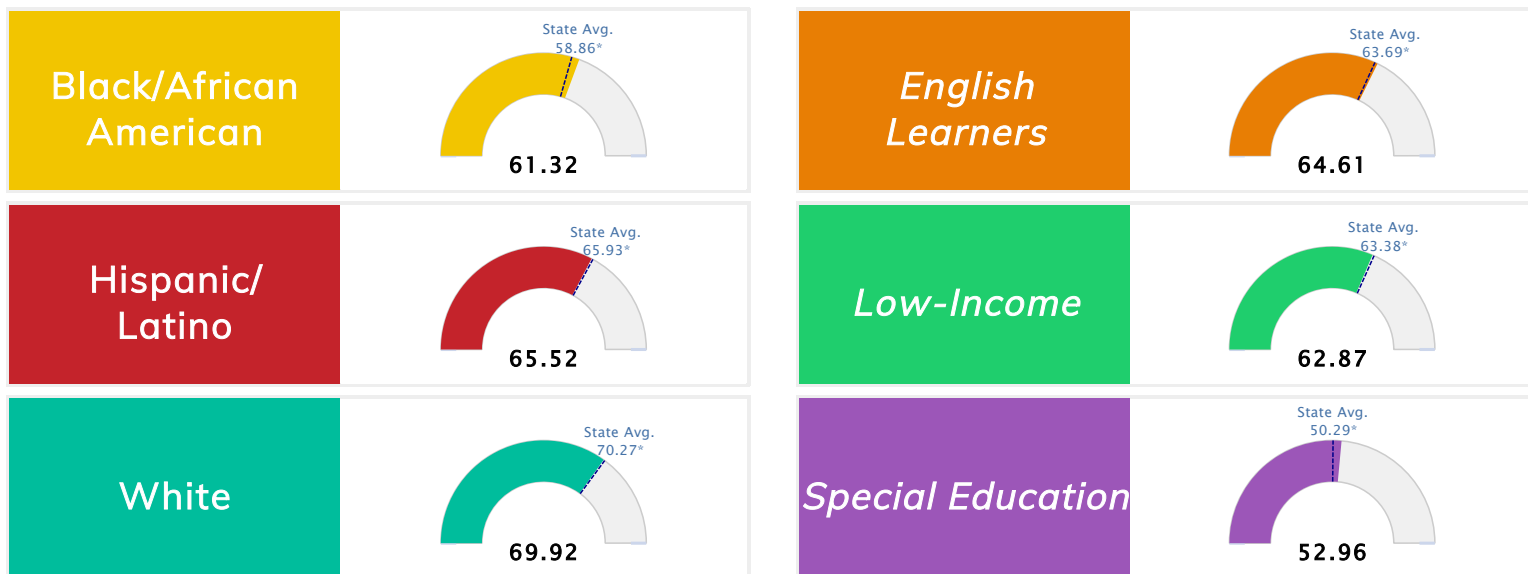 Black/African
American
State Avg.
58.86*
61.32
English
Learners
State Avg.
63.69*
64.61
Hispanic/
Latino
State Avg.
65.93*
65.52
Low-Income
State Avg.
63.38*
62.87
White
State Avg.
70.27*
69.92
Special Education
State Avg.
50.29*
52.96